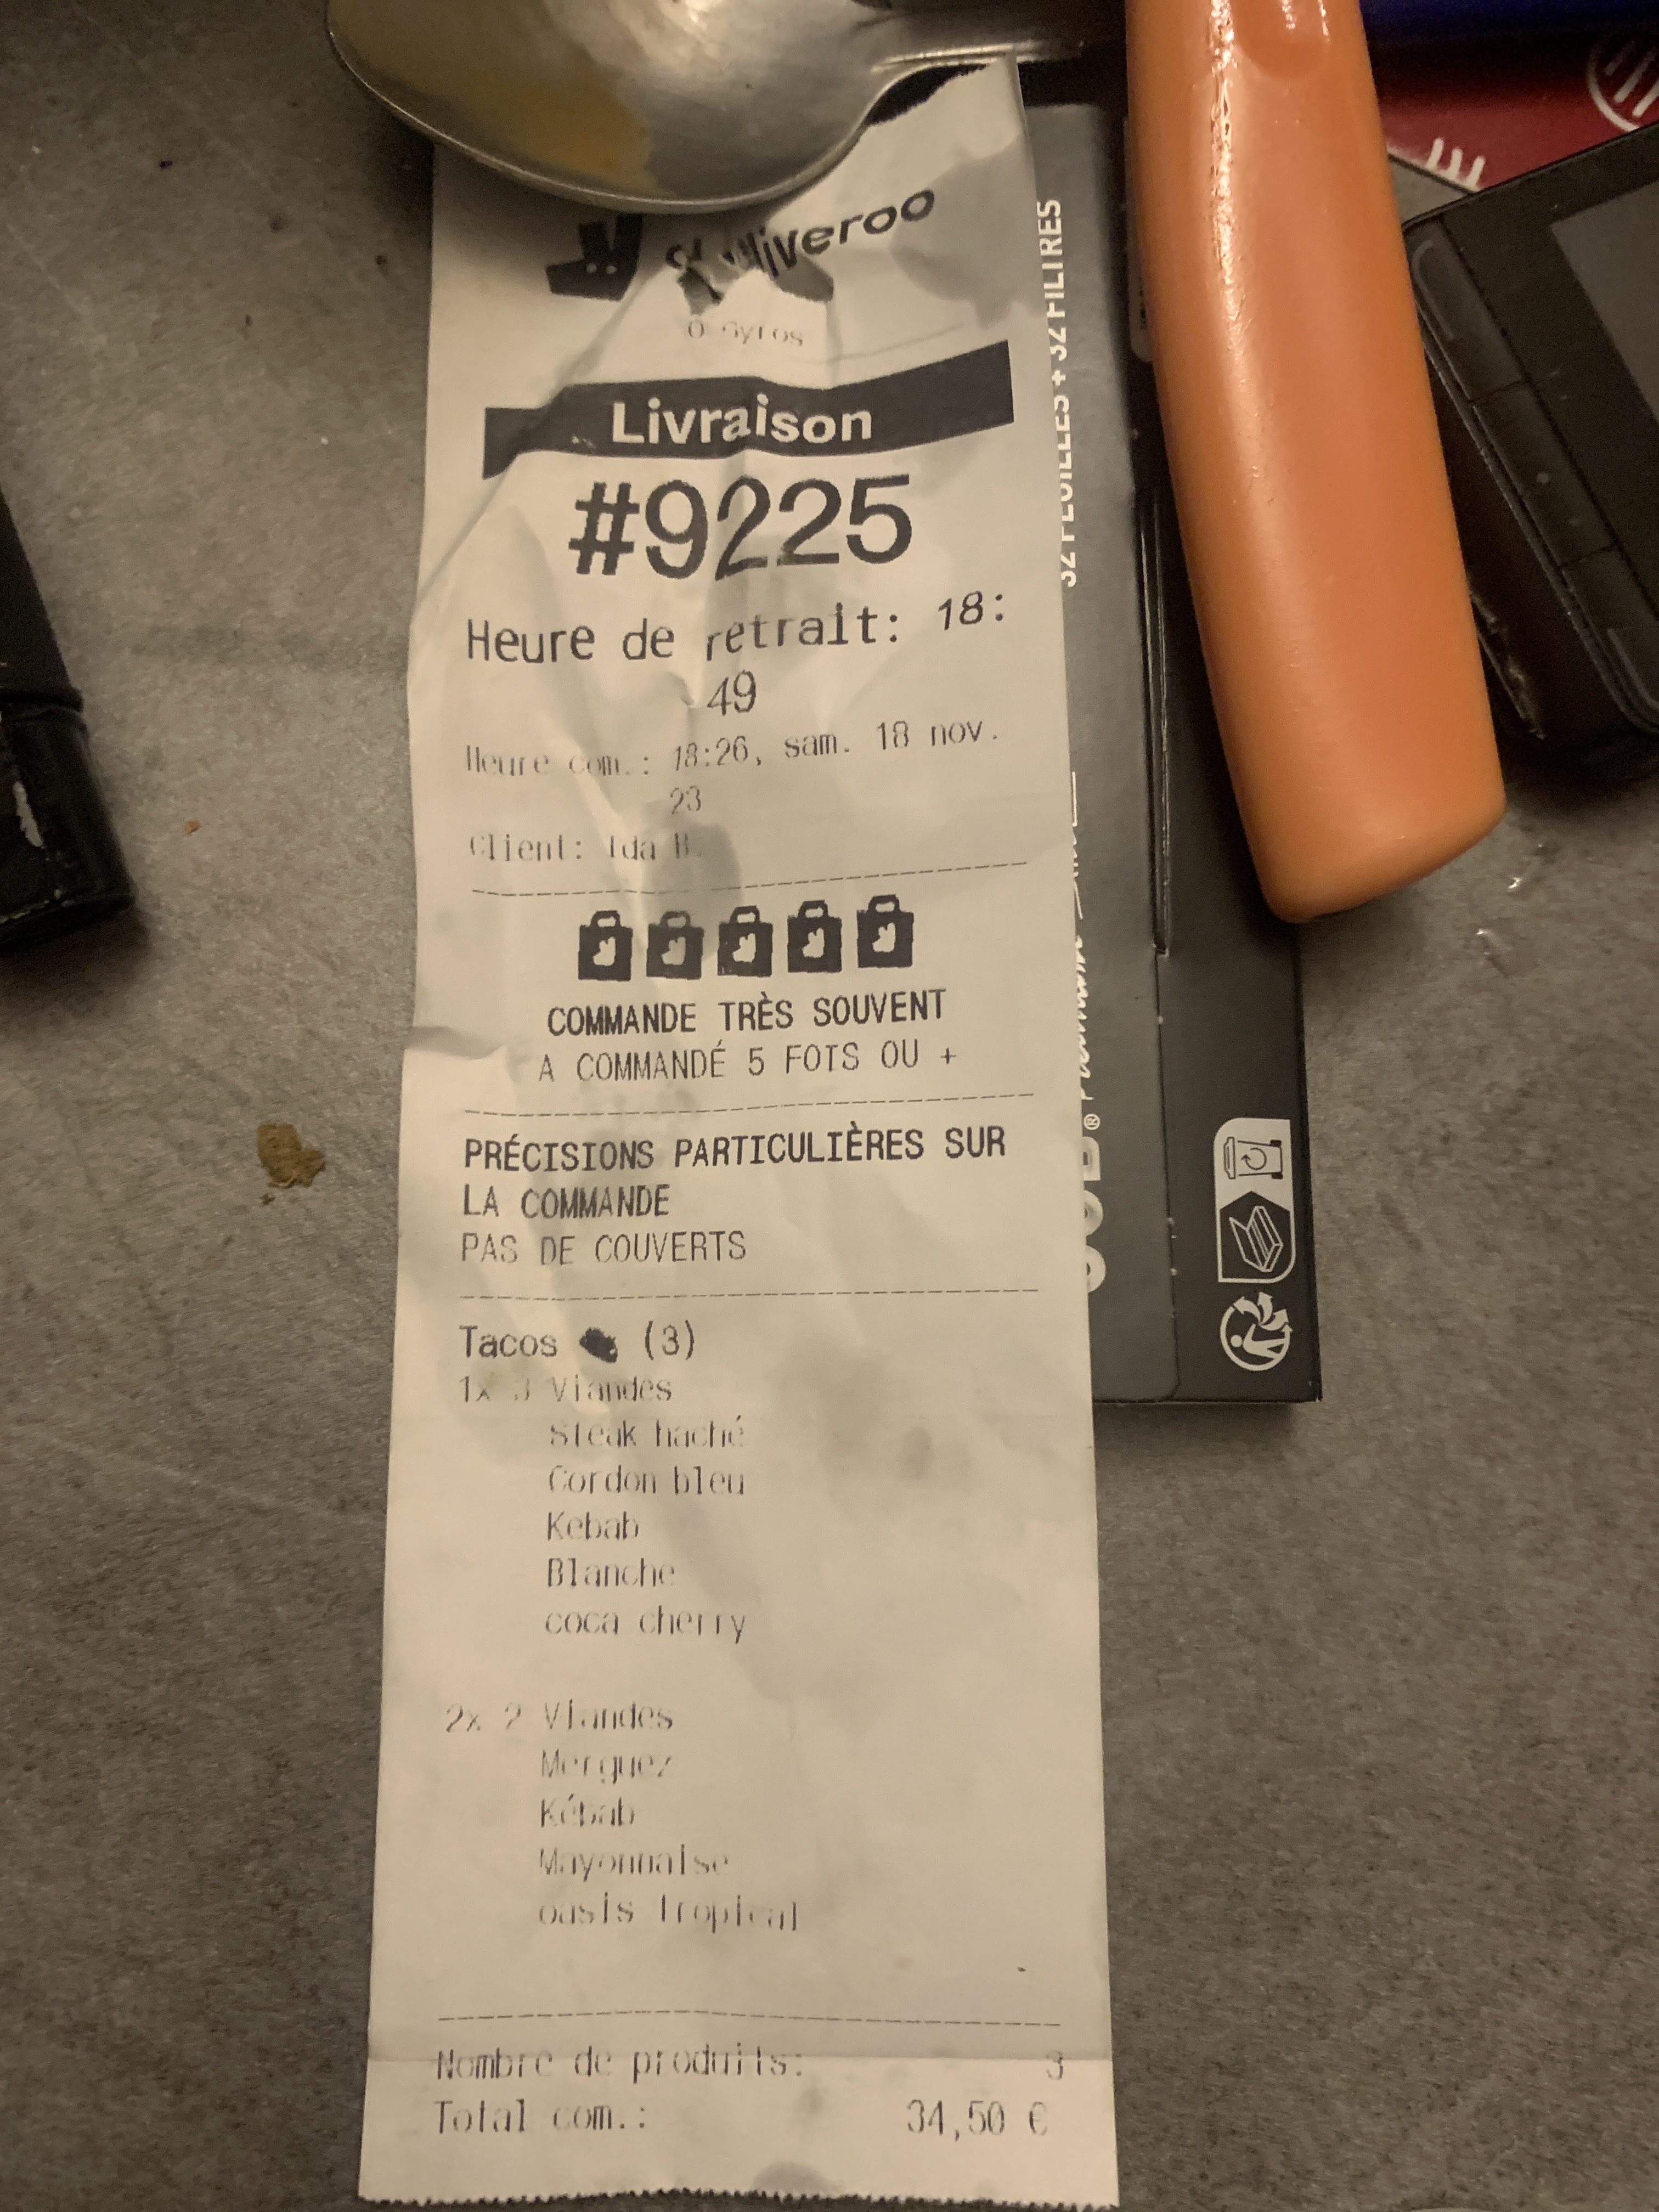 deliveroo
O Gyros
Livraison
#9225
Heure de retrait: 18:
49
Heure com.: 18:26, sam. 18 nov.
23
Client: Ida B.
COMMANDE TRÈS SOUVENT
A COMMANDÉ 5 FOIS OU +
PRÉCISIONS PARTICULIÈRES SUR
LA COMMANDE
PAS DE COUVERTS
Tacos (3)
1x 3 Viandes
Steak haché
Cordon bleu
Kebab
Blanche
coca cherry
2x 2 Viandes
Merguez
Kébab
Mayonnaise
oasis tropical
Nombre de produits: 3
Total com.: 34,50 €
32 FEUILLES + 32 FILTRES